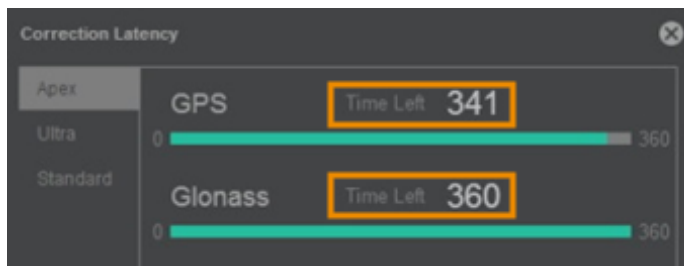 Correction Latency
Apex
GPS Time Left 341
Ultra
0 360
Standard
Glonass Time Left 360
0 360